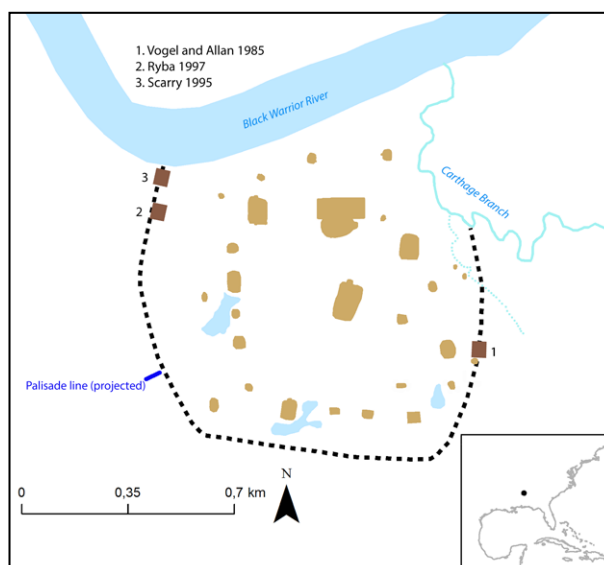 1. Vogel and Allan 1985
2. Ryba 1997
3. Scarry 1995
Black Warrior River
Carthage Branch
3
2
1
Palisade line (projected)
N
0
0,35
0,7 km